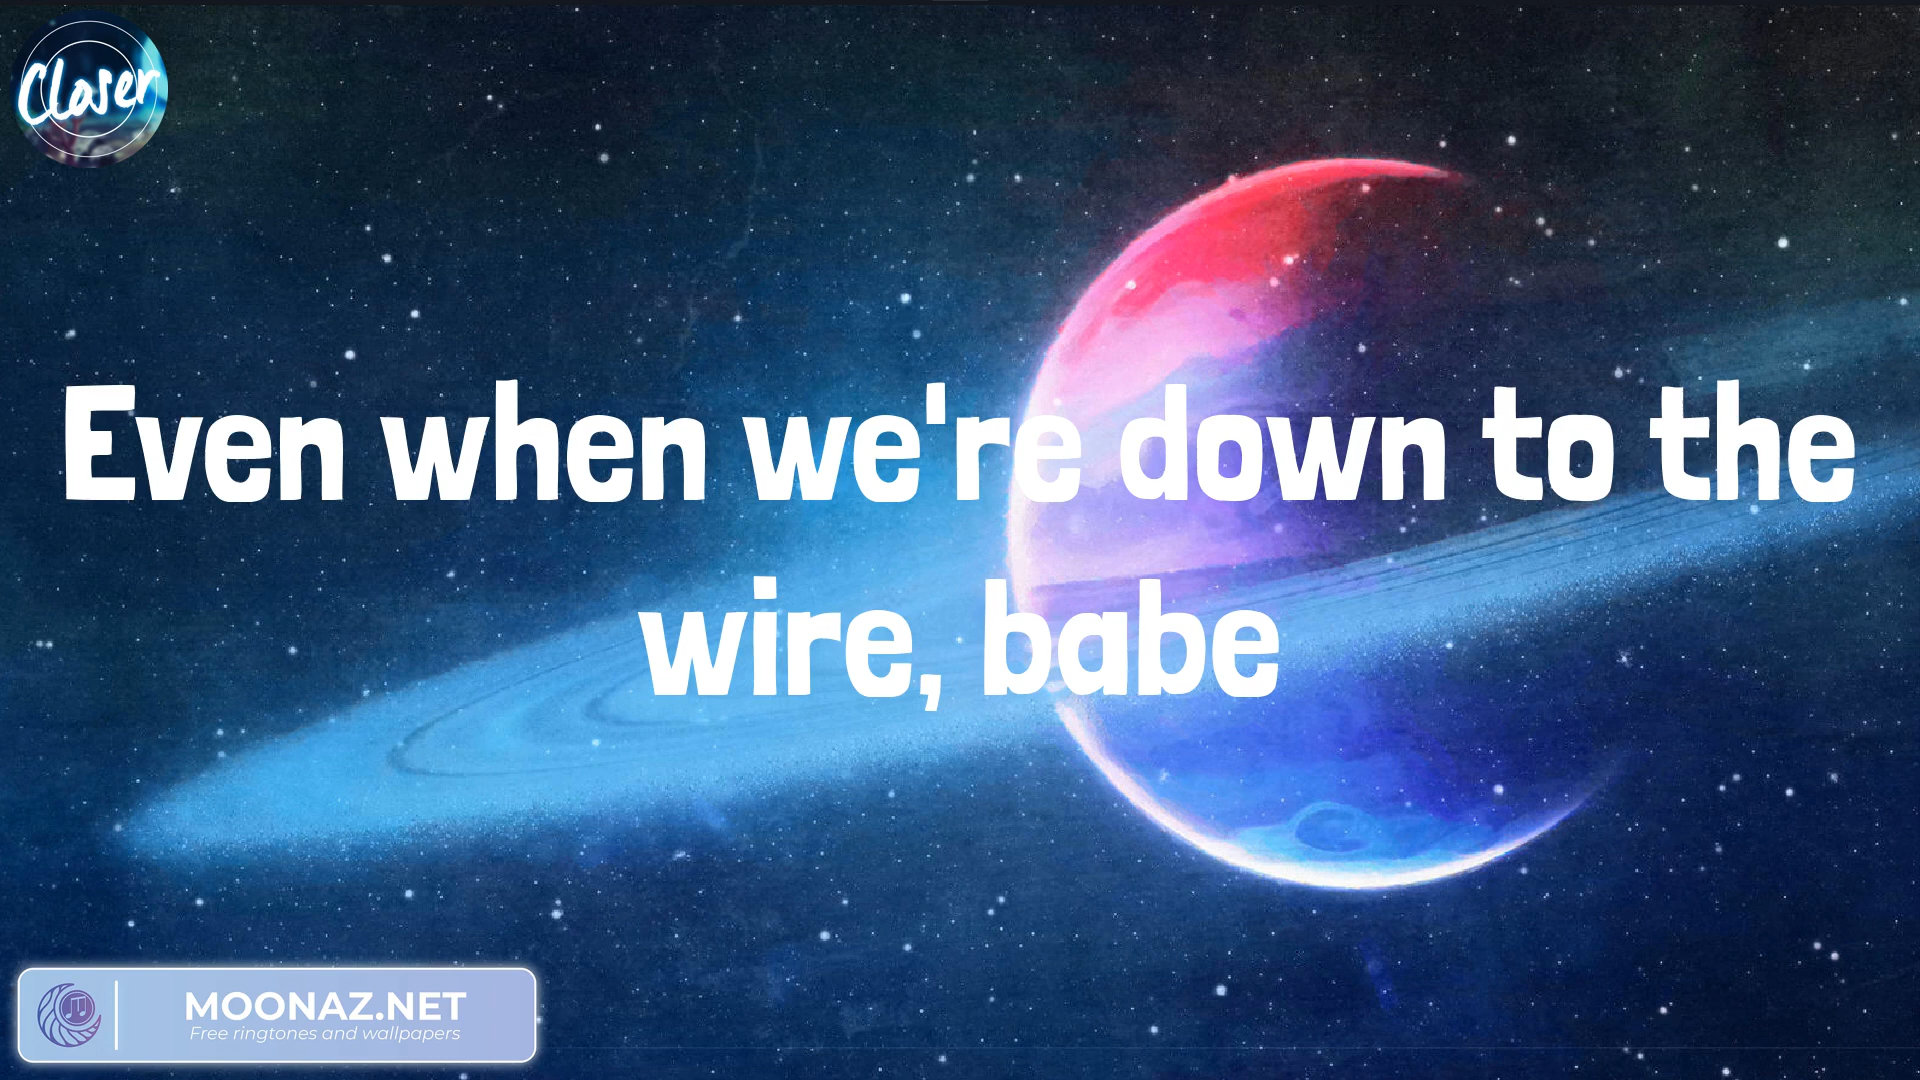 Closer
Even when we're down to the
wire, babe
MOONAZ.NET
Free ringtones and wallpapers